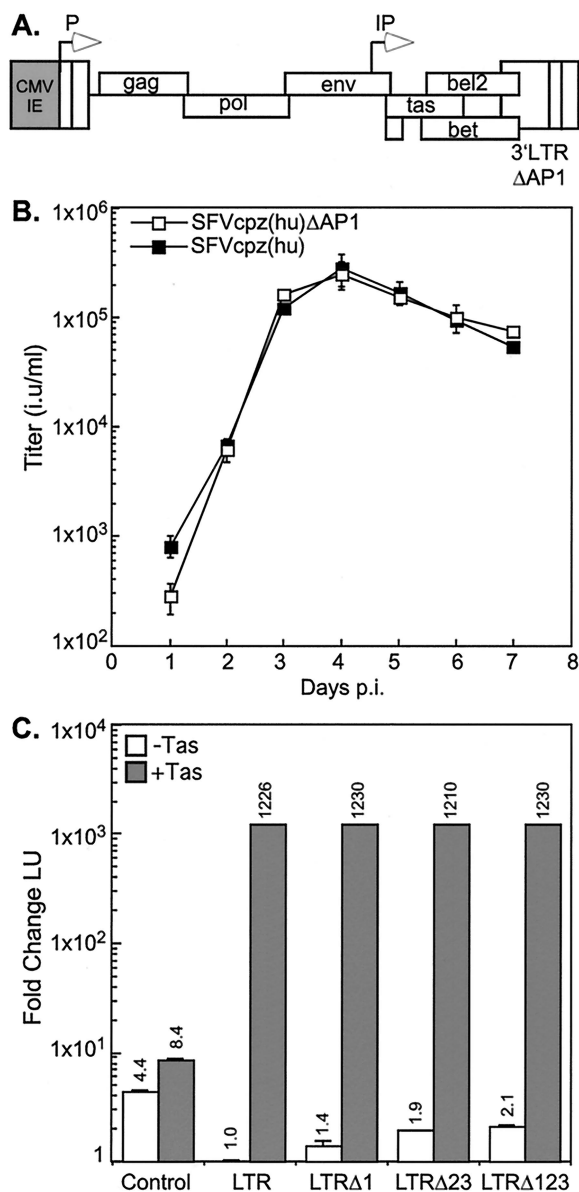 A.
P
IP
CMV
IE
gag
pol
env
tas
bel2
bet
3'LTR
ΔAP1
B.
SFVcpz(hu)ΔAP1
SFVcpz(hu)
1x10⁶
1x10⁵
1x10⁴
1x10³
1x10²
Titer (i.u/ml)
0 1 2 3 4 5 6 7 8
Days p.i.
C.
-Tas
+Tas
1x10⁴
1x10³
1x10²
1x10¹
1
Fold Change LU
4.4 8.4 1.0 1226 1.4 1230 1.9 1210 2.1 1230
Control LTR LTRΔ1 LTRΔ23 LTRΔ123